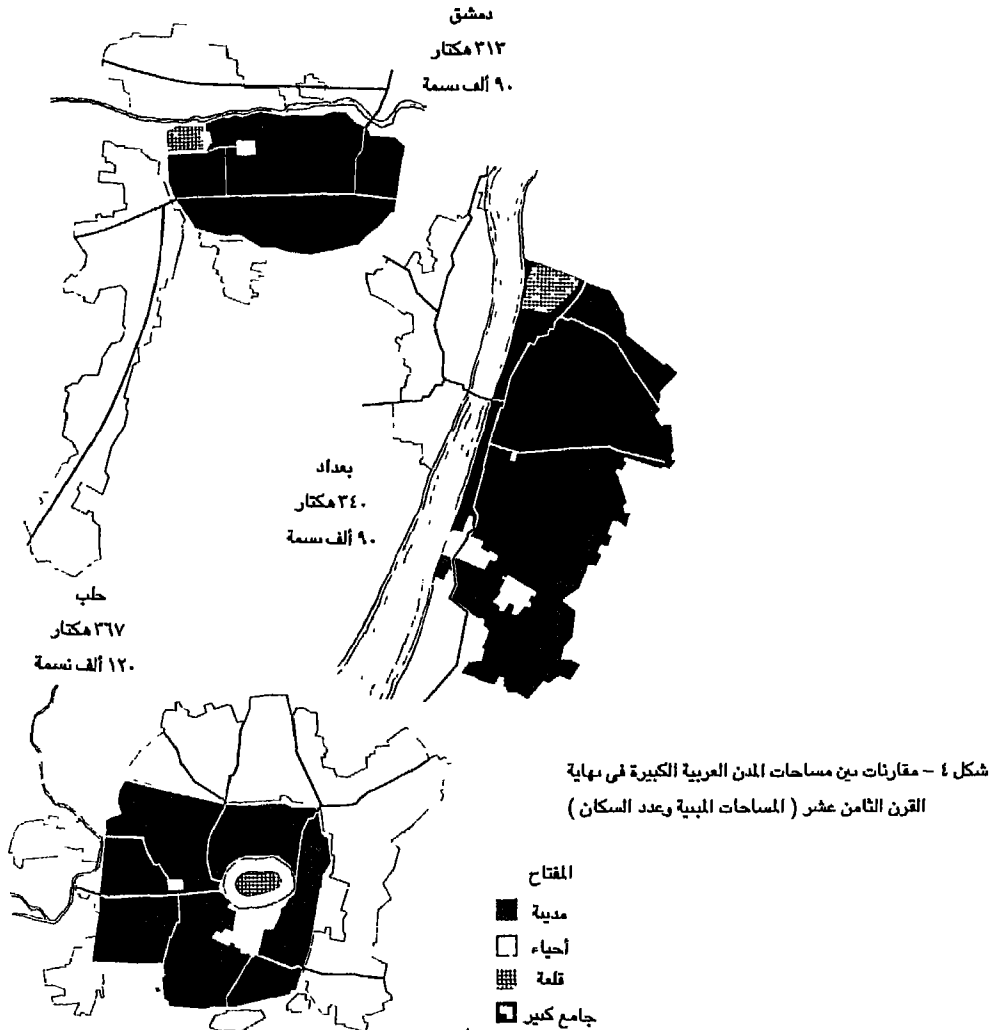 دمشق
٣١٣ هكتار
٩٠ ألف نسمة
بغداد
٣٤٠ هكتار
٩٠ ألف نسمة
حلب
٣٦٧ هكتار
١٢٠ ألف نسمة
شكل ٤ – مقارنات بين مساحات المدن العربية الكبيرة فى نهاية
القرن الثامن عشر ( المساحات المبنية وعدد السكان )
المفتاح
مدينة
أحياء
قلعة
جامع كبير